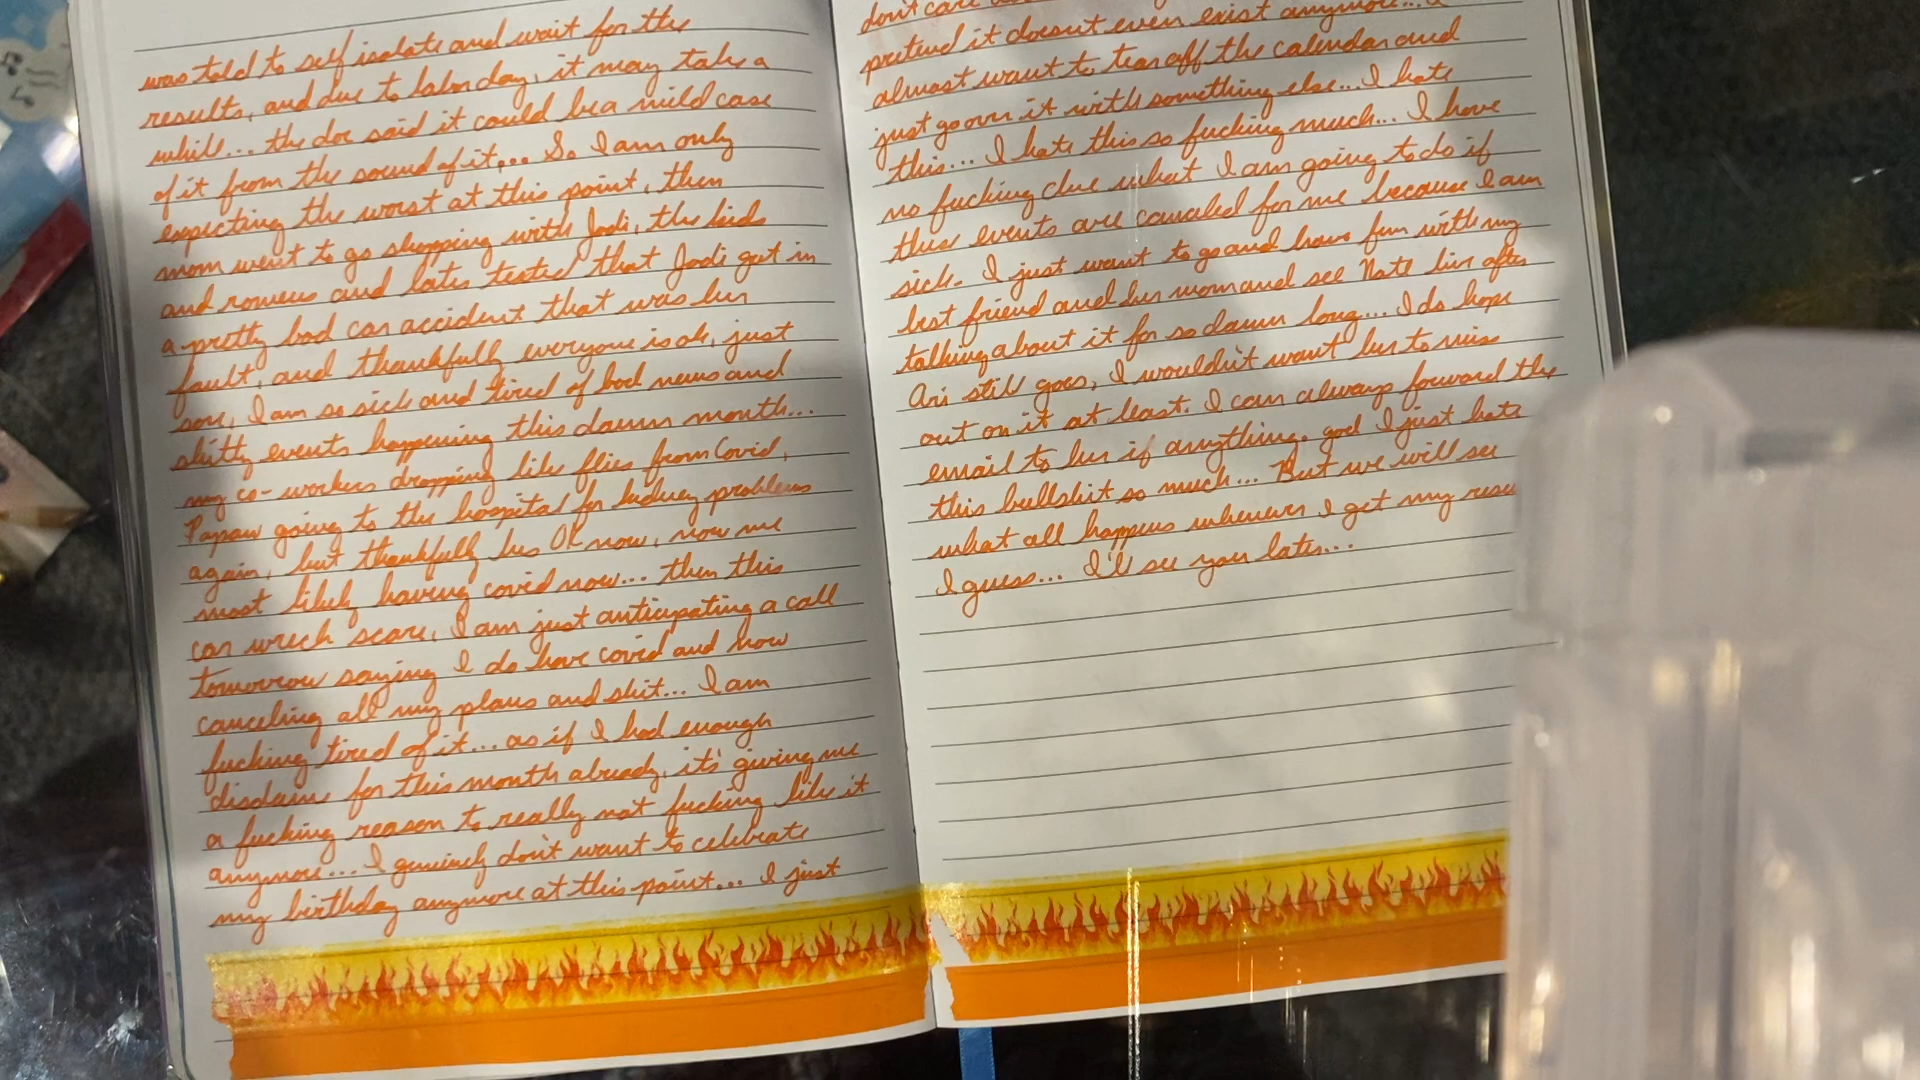 was told to self isolate and wait for the
results, and due to labor day, it may take a
while... the doc said it could be a mild case
of it from the sound of it... So I am only
expecting the worst at this point, then
mom went to go shopping with Jodi, the kids
and romeus and later texted that Jodi got in
a pretty bad car accident that was her
fault, and thankfully everyone is ok, just
sore, I am so sick and tired of bad news and
shitty events happening this damn month...
my co-workers dropping like flies from Covid,
Papaw going to the hospital for kidney problems
again, but thankfully hes OK now, now me
most likely having covid now... then this
car wreck scare, I am just anticipating a call
tomorrow saying I do have covid and now
canceling all my plans and shit... I am
fucking tired of it... as if I had enough
disdain for this month already, it's giving me
a fucking reason to really not fucking like it
anymore... I genuinely don't want to celebrate
my birthday anymore at this point... I just
don't care
pretend it doesnt even exist anymore... I
almost want to tear off the calendar and
just go over it with something else... I hate
this... I hate this so fucking much... I have
no fucking clue what I am going to do if
these events are canceled for me because I am
sick. I just want to go and have fun with my
best friend and her mom and see Nate live after
talking about it for so damn long... I do hope
Ari still goes, I wouldn't want her to miss
out on it at least. I can always forward the
email to her if anything. god I just hate
this bullshit so much... But we will see
what all happens whenever I get my
I guess... I'll see you later...